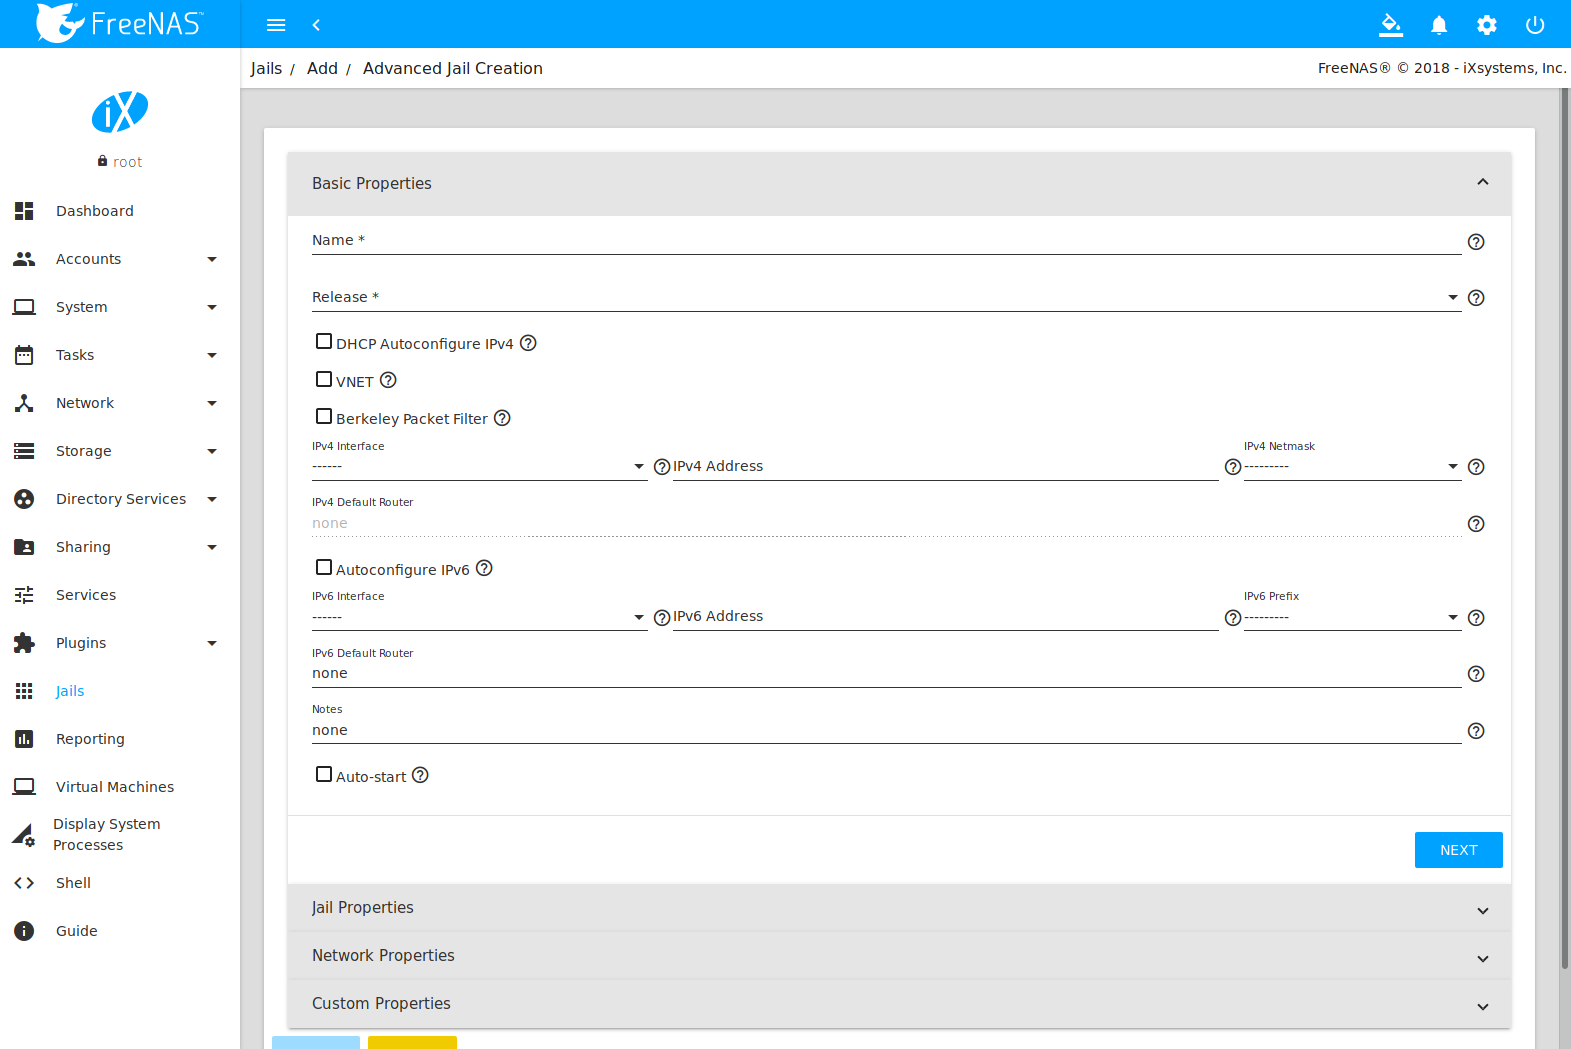 FreeNAS™
Jails / Add / Advanced Jail Creation
FreeNAS® © 2018 - iXsystems, Inc.
iX
root
Dashboard
Accounts
System
Tasks
Network
Storage
Directory Services
Sharing
Services
Plugins
Jails
Reporting
Virtual Machines
Display System
Processes
Shell
Guide
Basic Properties
Name *
Release *
DHCP Autoconfigure IPv4
VNET
Berkeley Packet Filter
IPv4 Interface
------
IPv4 Address
IPv4 Netmask
---------
IPv4 Default Router
none
Autoconfigure IPv6
IPv6 Interface
------
IPv6 Address
IPv6 Prefix
---------
IPv6 Default Router
none
Notes
none
Auto-start
NEXT
Jail Properties
Network Properties
Custom Properties